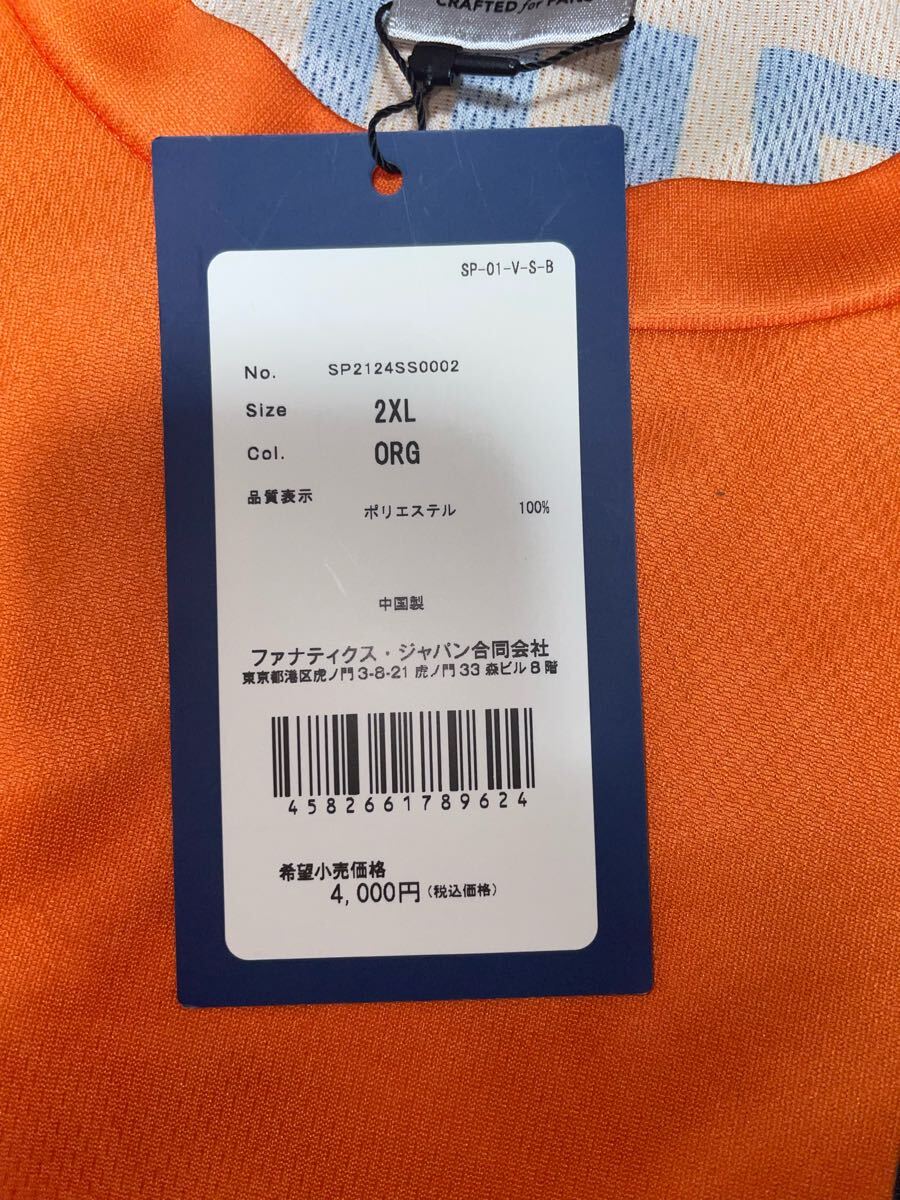 CRAFTED for FANS
SP-01-V-S-B
No. SP2124SS0002
Size 2XL
Col. ORG
品質表示
ポリエステル 100%
中国製
ファナティクス・ジャパン合同会社
東京都港区虎ノ門3-8-21 虎ノ門33 森ビル8階
4582661789624
希望小売価格
4,000円(税込価格)